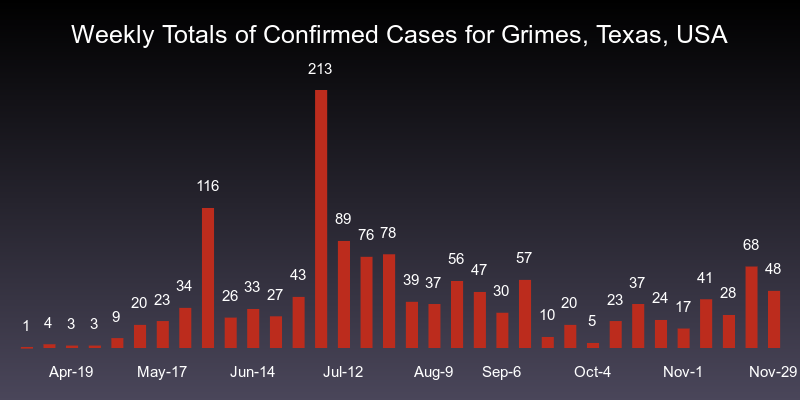 Weekly Totals of Confirmed Cases for Grimes, Texas, USA
1 4 3 3 9 20 23 34 116 26 33 27 43 213 89 76 78 39 37 56 47 30 57 10 20 5 23 37 24 17 41 28 68 48
Apr-19 May-17 Jun-14 Jul-12 Aug-9 Sep-6 Oct-4 Nov-1 Nov-29